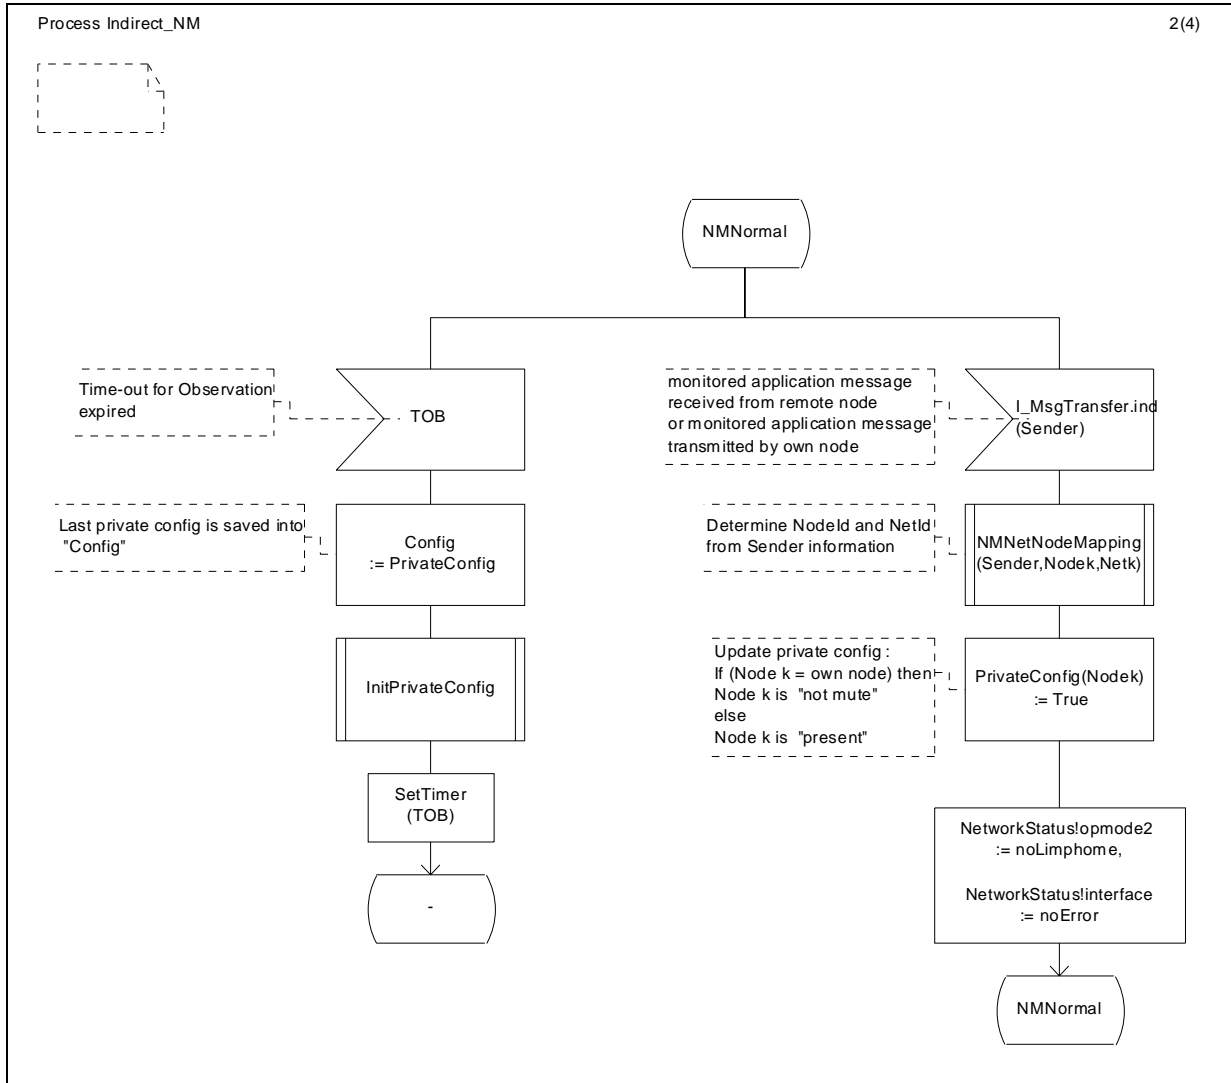 Process Indirect_NM
2(4)
NMNormal
Time-out for Observation
expired
TOB
Last private config is saved into
"Config"
Config
:= PrivateConfig
InitPrivateConfig
SetTimer
(TOB)
-
monitored application message
received from remote node
or monitored application message
transmitted by own node
I_MsgTransfer.ind
(Sender)
Determine NodeId and NetId
from Sender information
NMNetNodeMapping
(Sender,Nodek,Netk)
Update private config :
If (Node k = own node) then
Node k is "not mute"
else
Node k is "present"
PrivateConfig(Nodek)
:= True
NetworkStatus!opmode2
:= noLimphome,
NetworkStatus!interface
:= noError
NMNormal